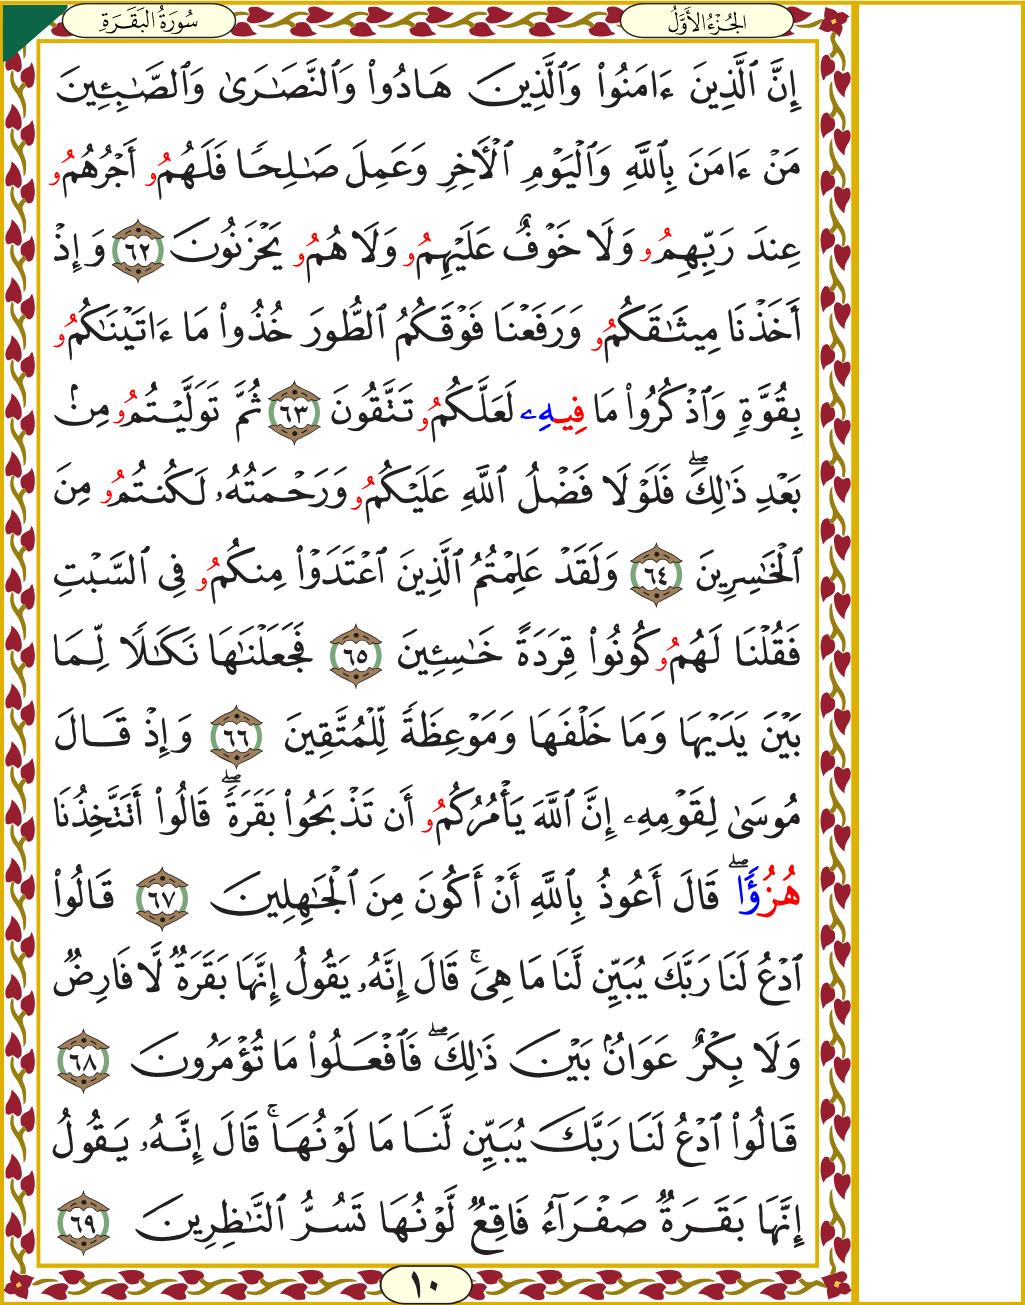 سُورَةُ البَقَرَةِ
الجُزْءُ الأَوَّلُ
إِنَّ ٱلَّذِينَ ءَامَنُوا۟ وَٱلَّذِينَ هَادُوا۟ وَٱلنَّصَـٰرَىٰ وَٱلصَّـٰبِـِٔينَ
مَنْ ءَامَنَ بِٱللَّهِ وَٱلْيَوْمِ ٱلْـَٔاخِرِ وَعَمِلَ صَـٰلِحًا فَلَهُمُۥ أَجْرُهُمُۥ
عِندَ رَبِّهِمُۥ وَلَا خَوْفٌ عَلَيْهِمُۥ وَلَا هُمُۥ يَحْزَنُونَ ٦٢ وَإِذْ
أَخَذْنَا مِيثَـٰقَكُمُۥ وَرَفَعْنَا فَوْقَكُمُ ٱلطُّورَ خُذُوا۟ مَا ءَاتَيْنَـٰكُمُۥ
بِقُوَّةٍ وَٱذْكُرُوا۟ مَا فِيهِۦ لَعَلَّكُمُۥ تَتَّقُونَ ٦٣ ثُمَّ تَوَلَّيْتُمُۥ مِنۢ
بَعْدِ ذَٰلِكَ ۖ فَلَوْلَا فَضْلُ ٱللَّهِ عَلَيْكُمُۥ وَرَحْمَتُهُۥ لَكُنتُمُۥ مِنَ
ٱلْخَـٰسِرِينَ ٦٤ وَلَقَدْ عَلِمْتُمُ ٱلَّذِينَ ٱعْتَدَوْا۟ مِنكُمُۥ فِى ٱلسَّبْتِ
فَقُلْنَا لَهُمُۥ كُونُوا۟ قِرَدَةً خَـٰسِـِٔينَ ٦٥ فَجَعَلْنَـٰهَا نَكَـٰلًا لِّمَا
بَيْنَ يَدَيْهَا وَمَا خَلْفَهَا وَمَوْعِظَةً لِّلْمُتَّقِينَ ٦٦ وَإِذْ قَالَ
مُوسَىٰ لِقَوْمِهِۦ إِنَّ ٱللَّهَ يَأْمُرُكُمُۥ أَن تَذْبَحُوا۟ بَقَرَةً ۖ قَالُوٓا۟ أَتَتَّخِذُنَا
هُزُؤًا ۖ قَالَ أَعُوذُ بِٱللَّهِ أَنْ أَكُونَ مِنَ ٱلْجَـٰهِلِينَ ٦٧ قَالُوا۟
ٱدْعُ لَنَا رَبَّكَ يُبَيِّن لَّنَا مَا هِىَ ۚ قَالَ إِنَّهُۥ يَقُولُ إِنَّهَا بَقَرَةٌ لَّا فَارِضٌ
وَلَا بِكْرٌ عَوَانٌۢ بَيْنَ ذَٰلِكَ ۖ فَٱفْعَلُوا۟ مَا تُؤْمَرُونَ ٦٨
قَالُوا۟ ٱدْعُ لَنَا رَبَّكَ يُبَيِّن لَّنَا مَا لَوْنُهَا ۚ قَالَ إِنَّهُۥ يَقُولُ
إِنَّهَا بَقَرَةٌ صَفْرَآءُ فَاقِعٌ لَّوْنُهَا تَسُرُّ ٱلنَّـٰظِرِينَ ٦٩
١٠